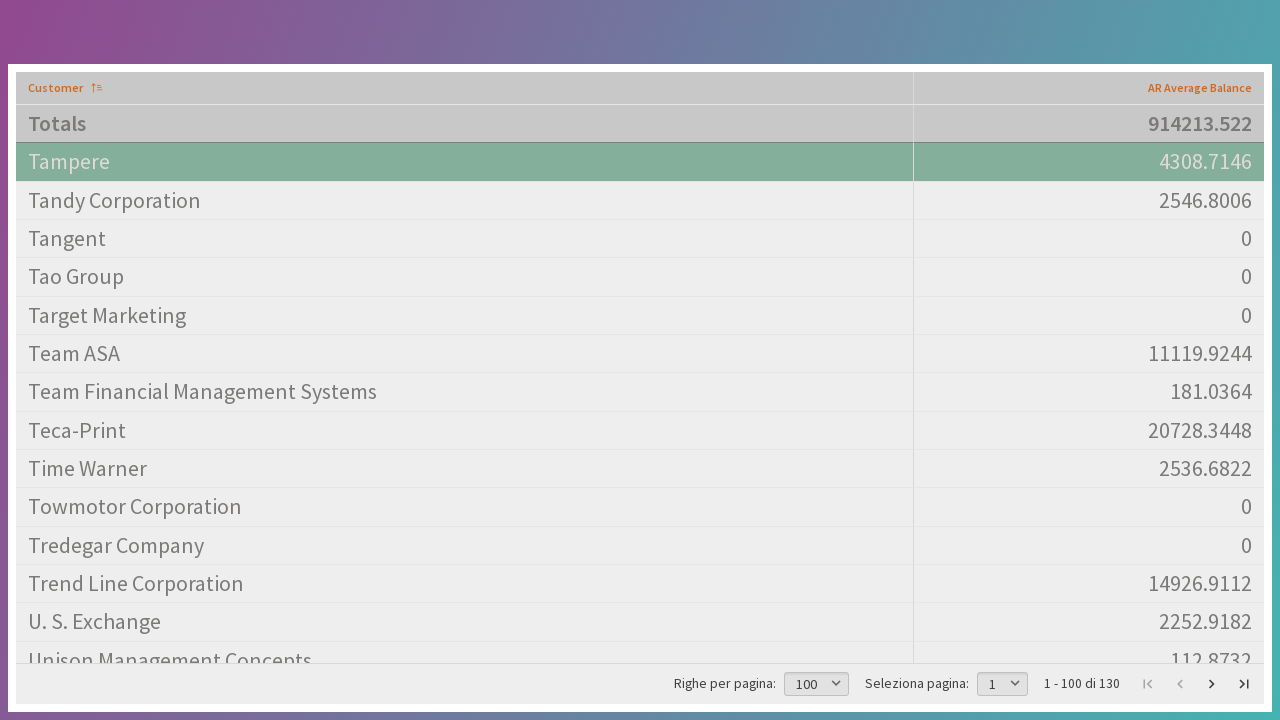 Customer AR Average Balance
Totals 914213.522
Tampere 4308.7146
Tandy Corporation 2546.8006
Tangent 0
Tao Group 0
Target Marketing 0
Team ASA 11119.9244
Team Financial Management Systems 181.0364
Teca-Print 20728.3448
Time Warner 2536.6822
Towmotor Corporation 0
Tredegar Company 0
Trend Line Corporation 14926.9112
U. S. Exchange 2252.9182
Unison Management Concepts 112.8732
Righe per pagina: 100 Seleziona pagina: 1 1 - 100 di 130